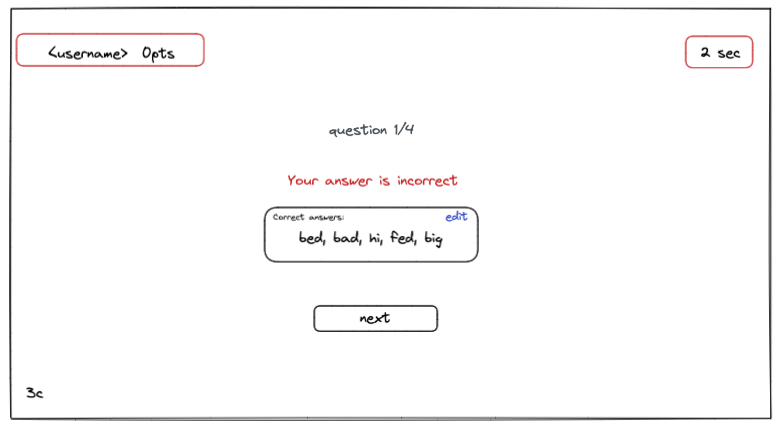 <username> 0pts
2 sec
question 1/4
Your answer is incorrect
Correct answers:
edit
bed, bad, hi, fed, big
next
3c